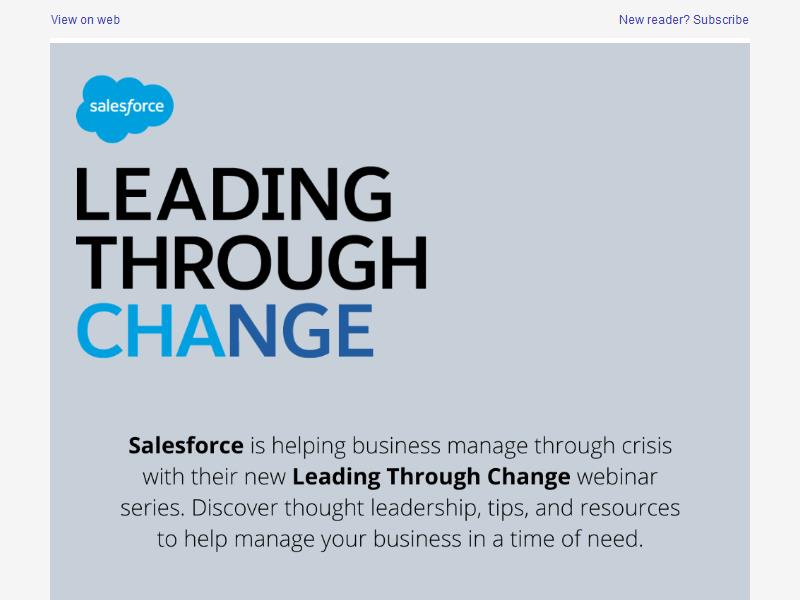 View on web
New reader? Subscribe
salesforce
LEADING
THROUGH
CHANGE
Salesforce is helping business manage through crisis
with their new Leading Through Change webinar
series. Discover thought leadership, tips, and resources
to help manage your business in a time of need.